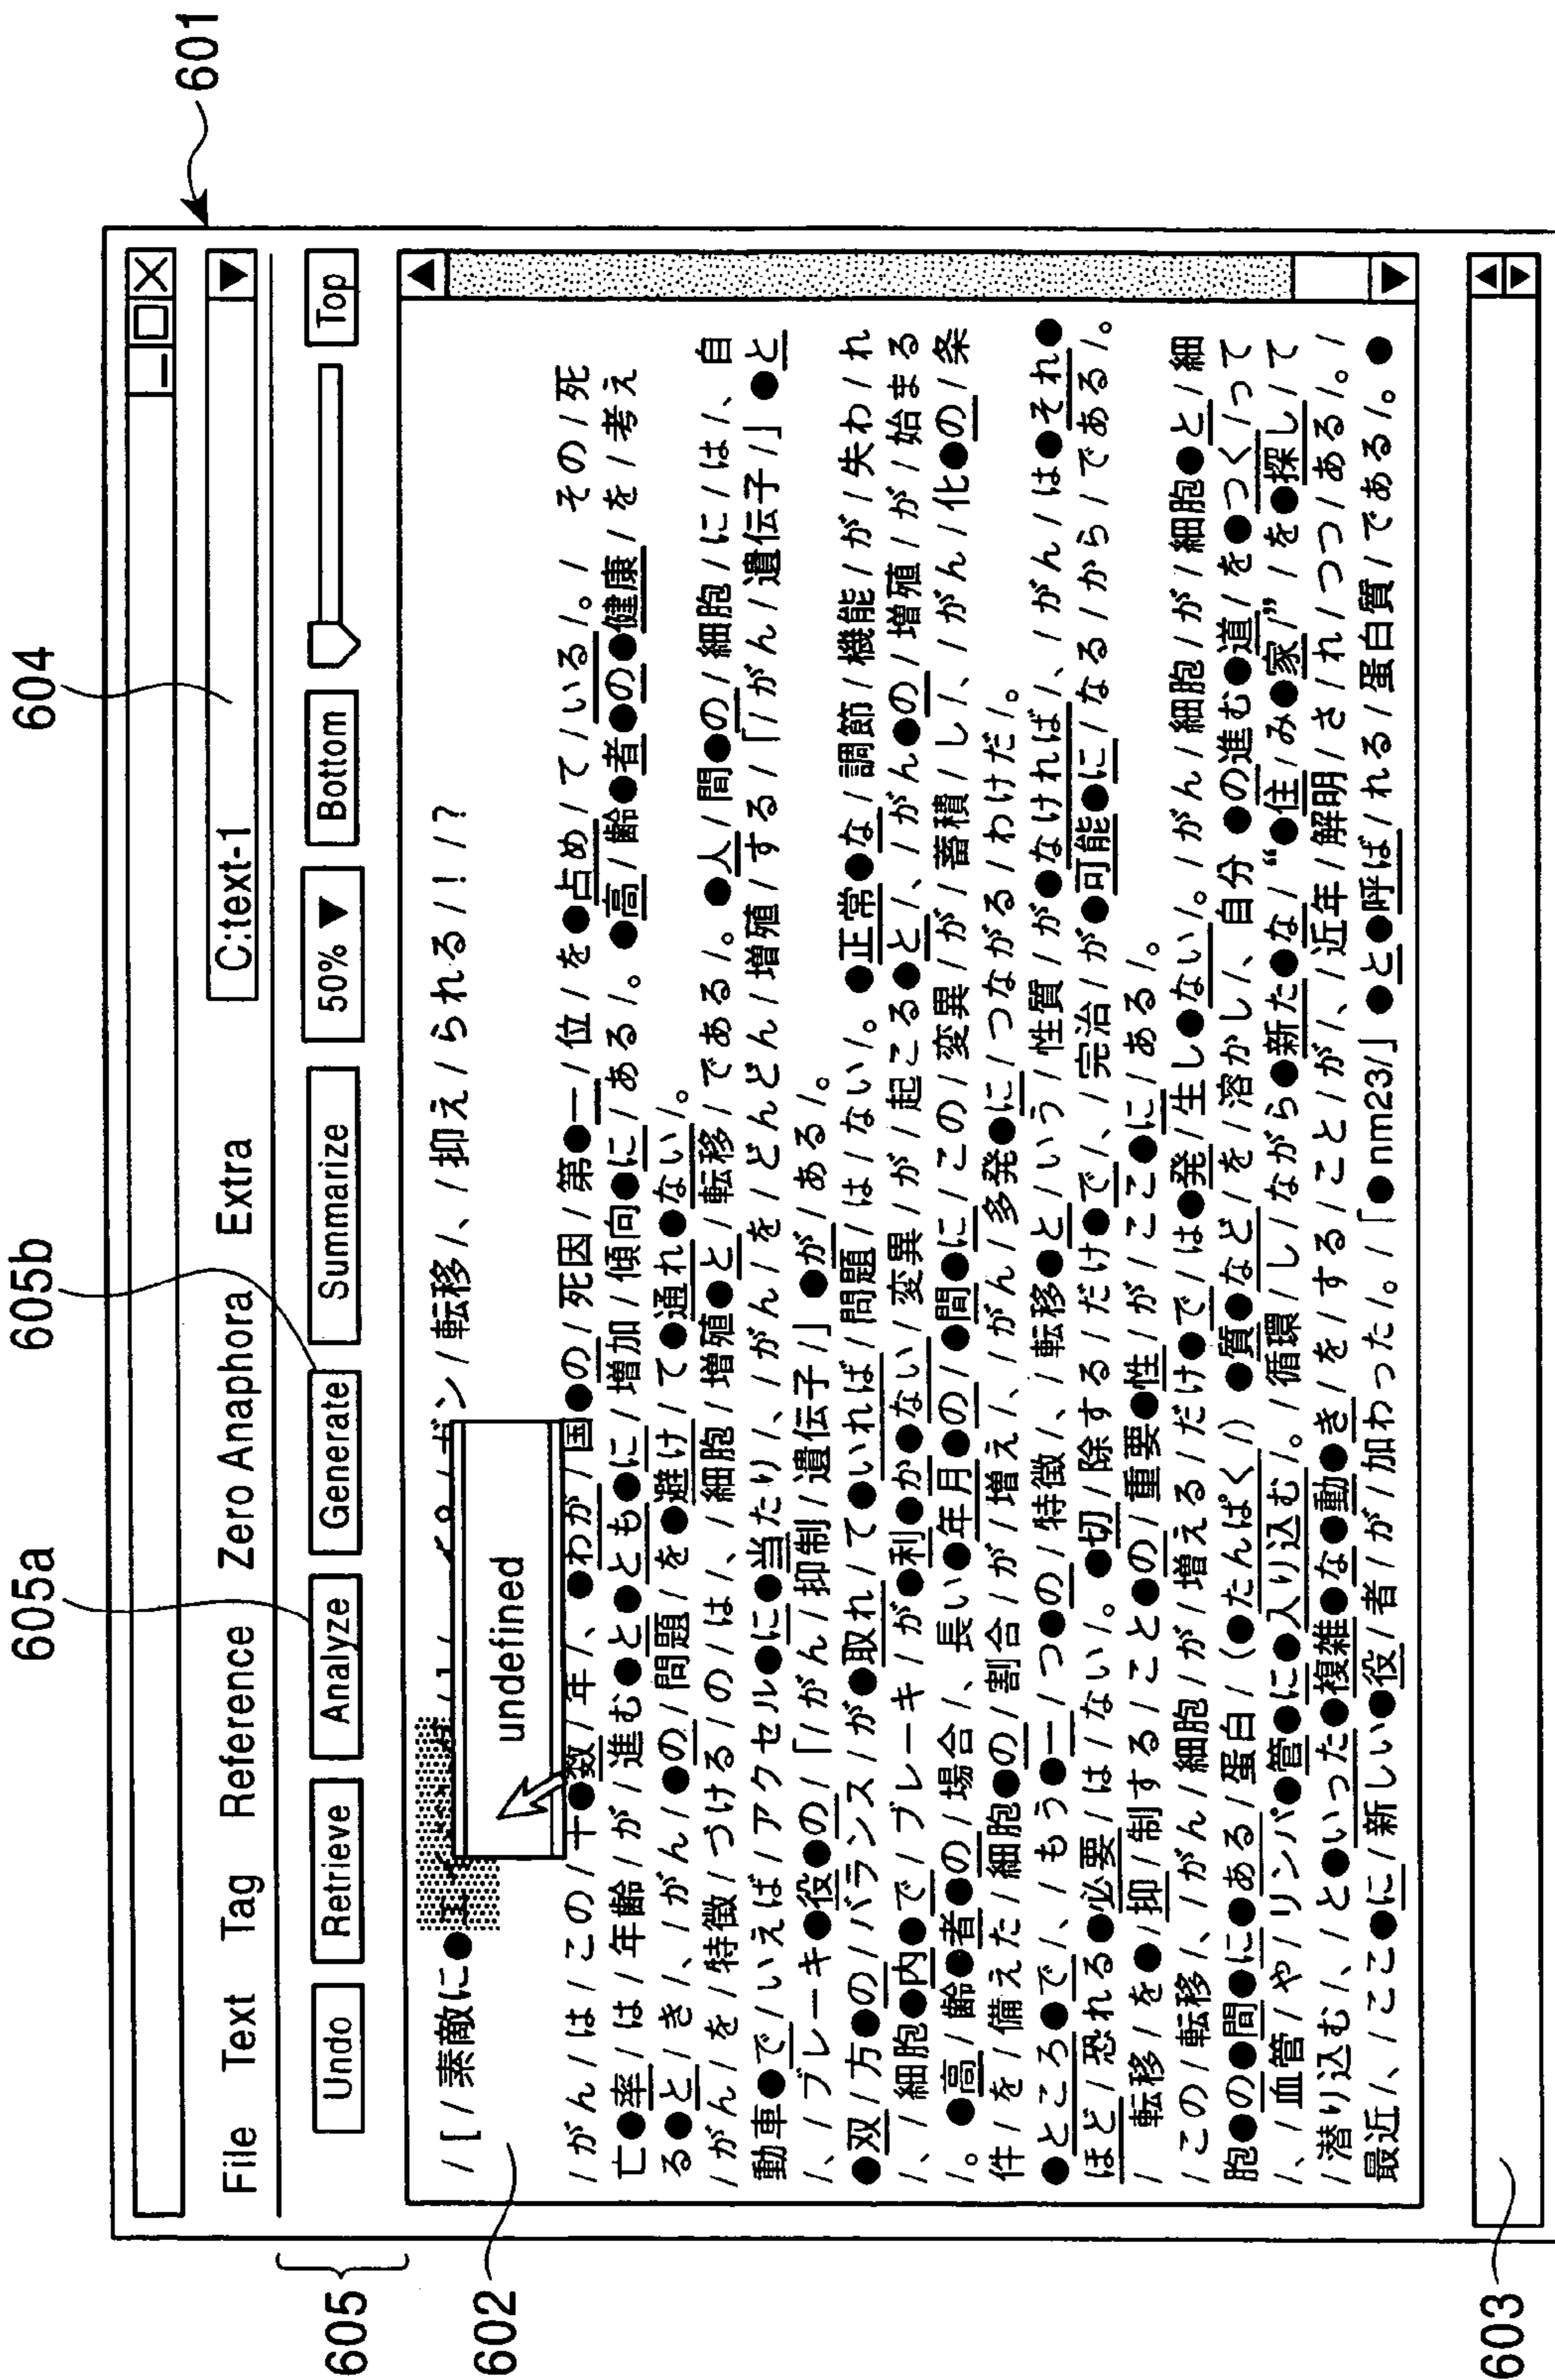 601
604
605b
605a
605
602
603
C:text-1
File Text Tag Reference Zero Anaphora Extra
Undo Retrieve Analyze Generate Summarize 50% ▼ Bottom Top
/ [ / 素敵に●
ン / 転移 / 、 / 抑え / られる / ! / ?
undefined
/ がん / は / この / 十●数 / 年 / 、●わが / 国●の / 死因 / 第●一 / 位 / を●占め / て / いる / 。 / その / 死
亡●率 / は / 年齢 / が / 進む●と●とも●に / 増加 / 傾向●に / ある / 。●高 / 齢●者●の●健康 / を / 考え
る●と / き / 、 / がん / ●の / 問題 / を●避け / て●通れ●ない / 。
/ がん / を / 特徴 / づける / の / は / 、 / 細胞 / 増殖●と / 転移 / である / 。●人 / 間●の / 細胞 / に / は / 、自
動車●で / いえば / アクセル●に●当たり / 、 / がん / を / どんどん / 増殖 / する / 「 / がん / 遺伝子 / 」●と
/ 、 / ブレーキ●役●の / 「 / がん / 抑制 / 遺伝子 / 」●が / ある / 。
●双 / 方●の / バランス / が●取れ / て●いれば / 問題 / は / ない / 。●正常●な / 調節 / 機能 / が / 失わ / れ
/ 、 / 細胞●内●で / ブレーキ / が●利●か●ない / 変異 / が / 起こる●と / 、 / がん●の / 増殖 / が / 始まる
/ 。●高 / 齢●者●の / 場合 / 、長い●年月●の / ●間●に / この / 変異 / が / 蓄積 / し / 、 / がん / 化●の / 条
件 / を / 備えた / 細胞●の / 割合 / が / 増え / 、 / がん / 多発●に / つながる / わけだ / 。
●ところ●で / 、 / もう●一 / つ●の / 特徴 / 、 / 転移●と / いう / 性質 / が●なければ / 、 / がん / は●それ●
ほど / 恐れる●必要 / は / ない / 。●切 / 除する / だけ●で / 、 / 完治 / が●可能●に / なる / から / である / 。
/ 転移 / を● / 抑 / 制する / こと●の / 重要●性 / が / ここ●に / ある / 。
/ この / 転移 / 、 / がん / 細胞 / が / 増える / だけ●で / は●発 / 生し●ない / 。 / がん / 細胞 / が / 細胞●と / 細
胞●の●間●に●ある / 蛋白 / (●たんぱく / ) ●質●など / を / 溶かし / 、自分 ●の進む●道 / を●つく / って
/ 、 / 血管 / や / リンパ●管●に●入り込む / 。 / 循環 / し / ながら●新た●な / “●住 / み●家 / ” / を●探し / て
/ 潜り込む / 、 / と●いった●複雑●な●動●き / を / する / こと / が / 、 / 近年 / 解明 / さ / れ / つつ / ある / 。 /
最近 / 、 / ここ●に / 新しい●役 / 者 / が / 加わった / 。 / 「●nm23 / 」●と●呼ば / れる / 蛋白質 / である / 。●